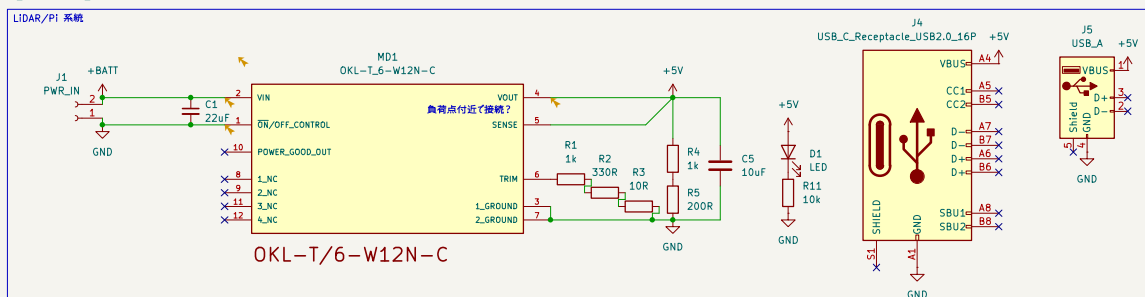 LiDAR/Pi 系統
J1
PWR_IN
2
1
+BATT
GND
C1
22uF
MD1
OKL-T_6-W12N-C
2
VIN
1
ON/OFF_CONTROL
10
POWER_GOOD_OUT
8
1_NC
9
2_NC
11
3_NC
12
4_NC
VOUT
4
負荷点付近で接続?
SENSE
5
TRIM
6
1_GROUND
3
2_GROUND
7
OKL-T/6-W12N-C
R1
1k
R2
330R
R3
10R
+5V
R4
1k
R5
200R
GND
C5
10uF
+5V
D1
LED
R11
10k
GND
J4
USB_C_Receptacle_USB2.0_16P
+5V
VBUS
A4
CC1
A5
CC2
B5
D-
A7
D-
B7
D+
A6
D+
B6
SBU1
A8
SBU2
B8
SHIELD
S1
GND
A1
GND
J5
USB_A
+5V
VBUS
1
D+
3
D-
2
Shield
5
GND
4
GND